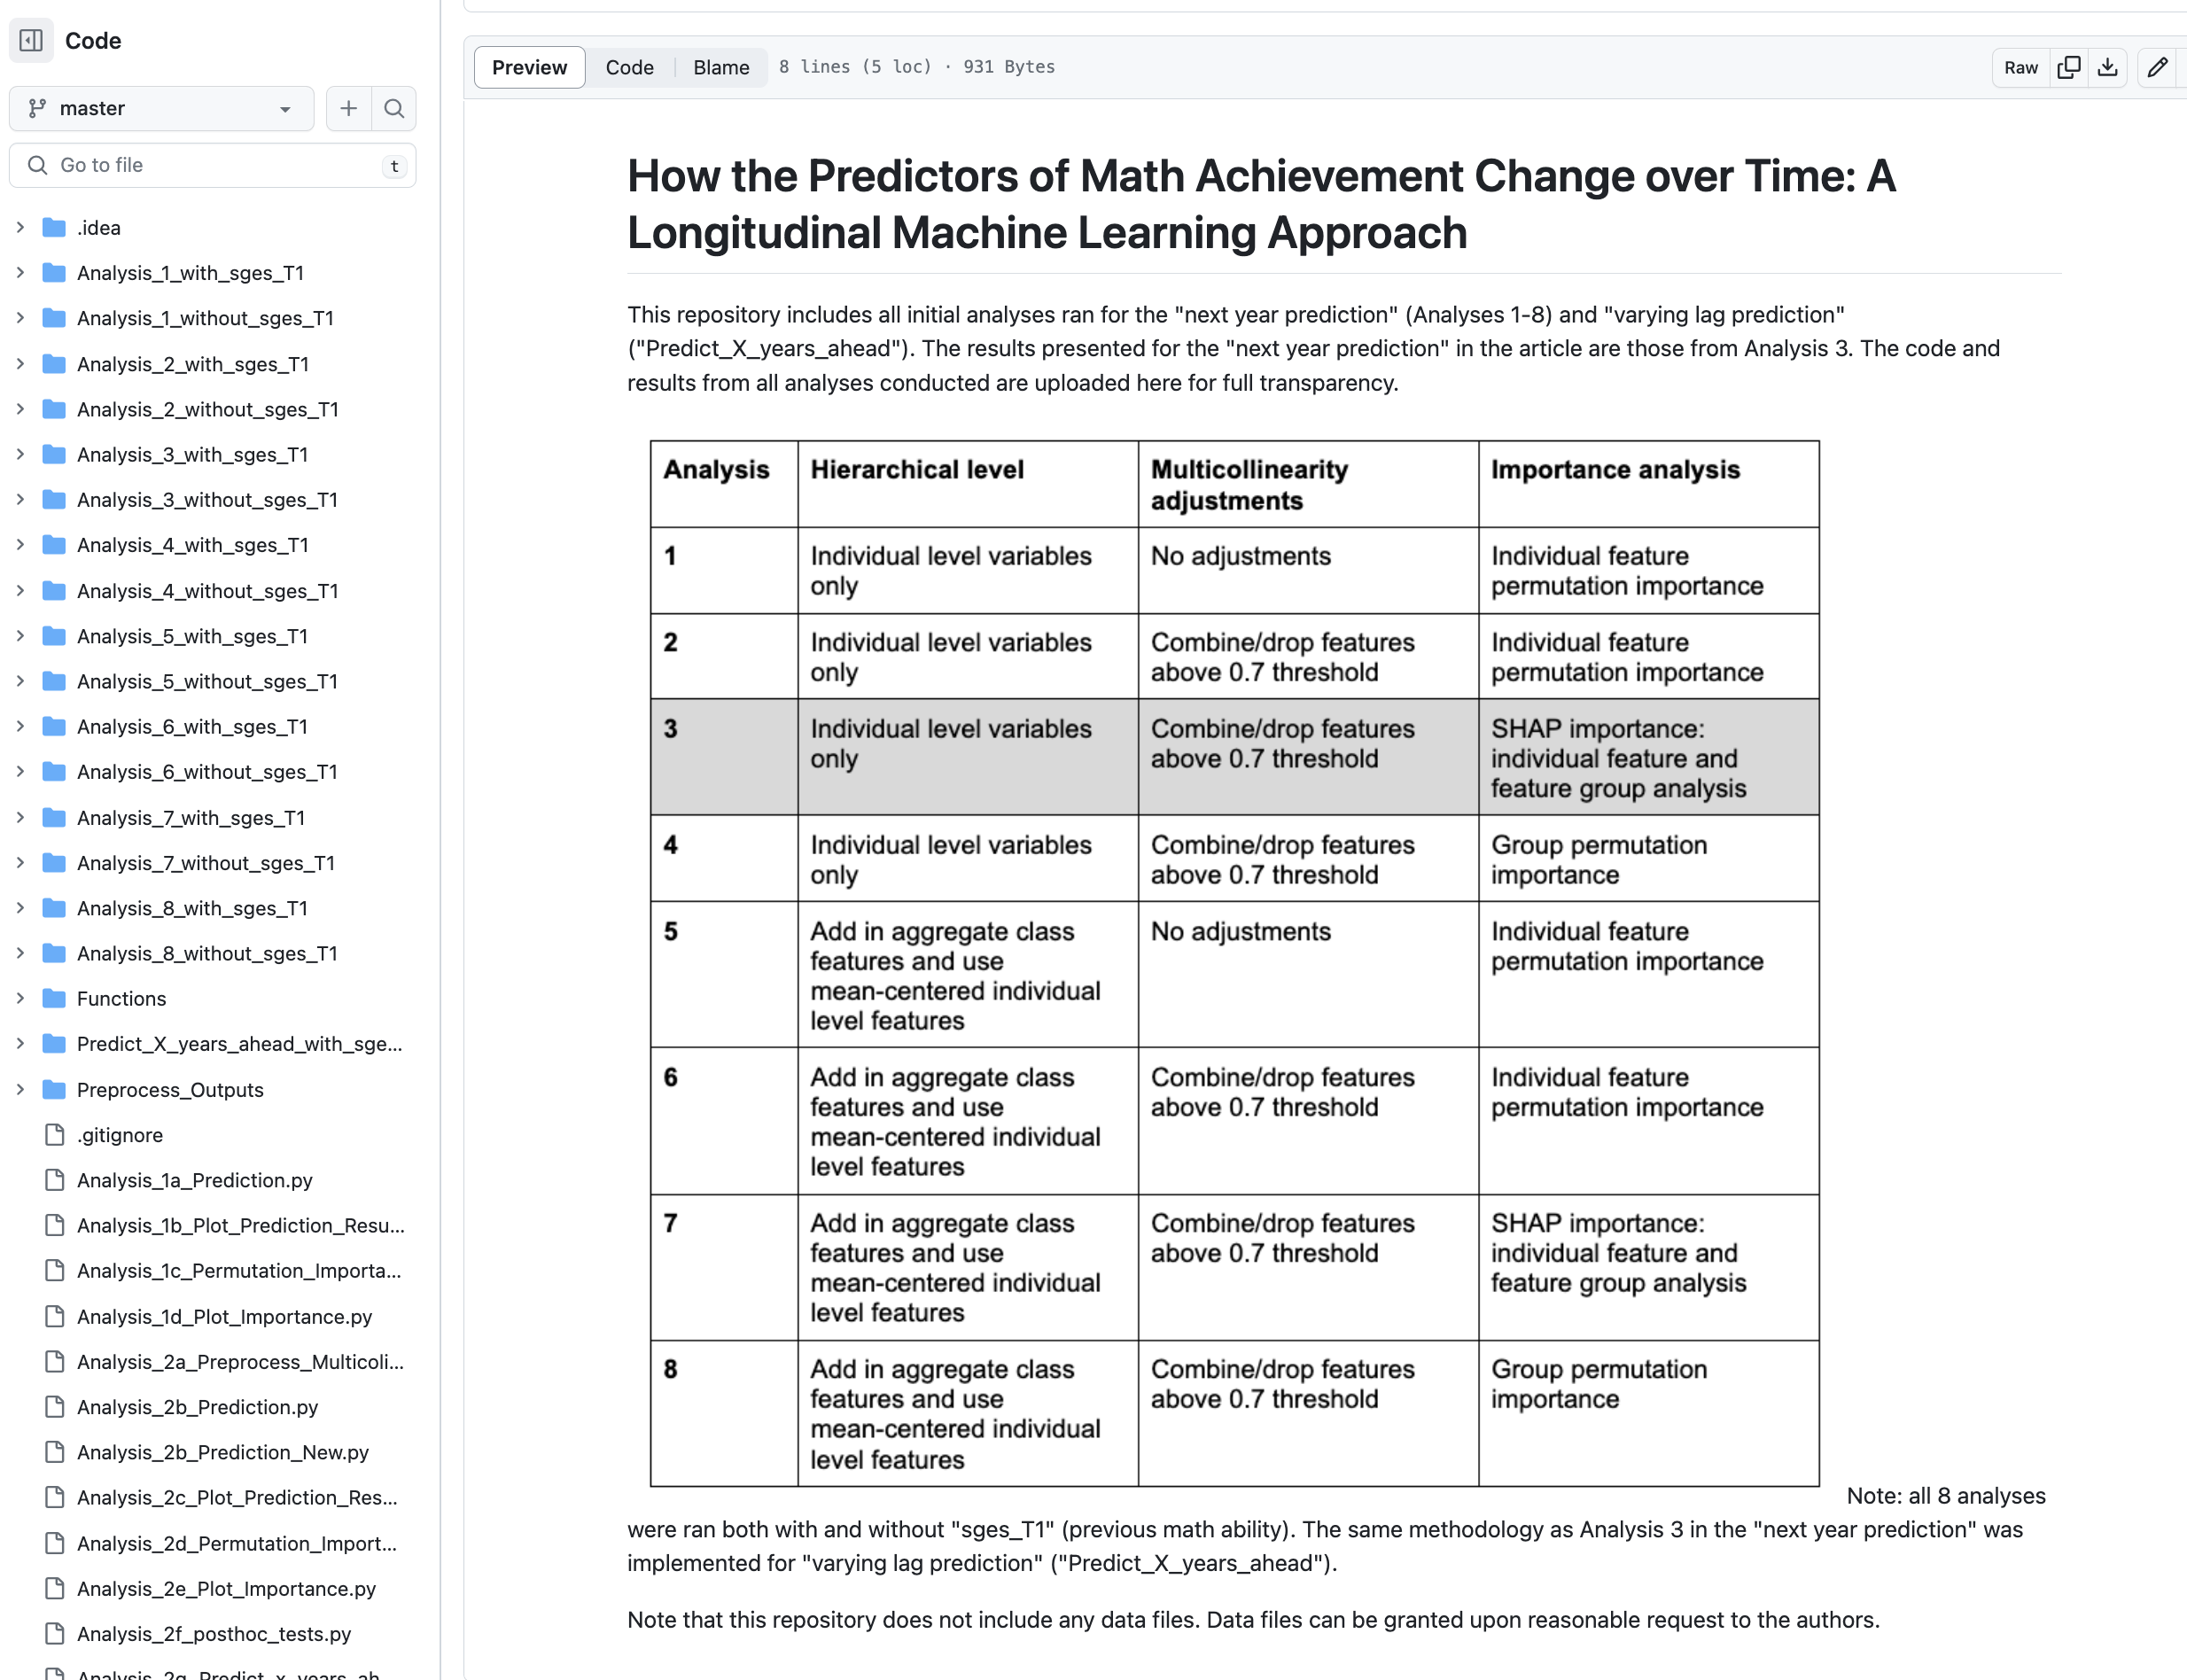 Code
master
Go to file
t
.idea
Analysis_1_with_sges_T1
Analysis_1_without_sges_T1
Analysis_2_with_sges_T1
Analysis_2_without_sges_T1
Analysis_3_with_sges_T1
Analysis_3_without_sges_T1
Analysis_4_with_sges_T1
Analysis_4_without_sges_T1
Analysis_5_with_sges_T1
Analysis_5_without_sges_T1
Analysis_6_with_sges_T1
Analysis_6_without_sges_T1
Analysis_7_with_sges_T1
Analysis_7_without_sges_T1
Analysis_8_with_sges_T1
Analysis_8_without_sges_T1
Functions
Predict_X_years_ahead_with_sge...
Preprocess_Outputs
.gitignore
Analysis_1a_Prediction.py
Analysis_1b_Plot_Prediction_Resu...
Analysis_1c_Permutation_Importa...
Analysis_1d_Plot_Importance.py
Analysis_2a_Preprocess_Multicoli...
Analysis_2b_Prediction.py
Analysis_2b_Prediction_New.py
Analysis_2c_Plot_Prediction_Res...
Analysis_2d_Permutation_Import...
Analysis_2e_Plot_Importance.py
Analysis_2f_posthoc_tests.py
Analysis_2g_Predict_x_years_ah...
Preview Code Blame 8 lines (5 loc) · 931 Bytes Raw
How the Predictors of Math Achievement Change over Time: A
Longitudinal Machine Learning Approach
This repository includes all initial analyses ran for the "next year prediction" (Analyses 1-8) and "varying lag prediction"
("Predict_X_years_ahead"). The results presented for the "next year prediction" in the article are those from Analysis 3. The code and
results from all analyses conducted are uploaded here for full transparency.
Analysis Hierarchical level Multicollinearity Importance analysis
adjustments
1 Individual level variables No adjustments Individual feature
only permutation importance
2 Individual level variables Combine/drop features Individual feature
only above 0.7 threshold permutation importance
3 Individual level variables Combine/drop features SHAP importance:
only above 0.7 threshold individual feature and
feature group analysis
4 Individual level variables Combine/drop features Group permutation
only above 0.7 threshold importance
5 Add in aggregate class No adjustments Individual feature
features and use permutation importance
mean-centered individual
level features
6 Add in aggregate class Combine/drop features Individual feature
features and use above 0.7 threshold permutation importance
mean-centered individual
level features
7 Add in aggregate class Combine/drop features SHAP importance:
features and use above 0.7 threshold individual feature and
mean-centered individual feature group analysis
level features
8 Add in aggregate class Combine/drop features Group permutation
features and use above 0.7 threshold importance
mean-centered individual
level features
Note: all 8 analyses
were ran both with and without "sges_T1" (previous math ability). The same methodology as Analysis 3 in the "next year prediction" was
implemented for "varying lag prediction" ("Predict_X_years_ahead").
Note that this repository does not include any data files. Data files can be granted upon reasonable request to the authors.